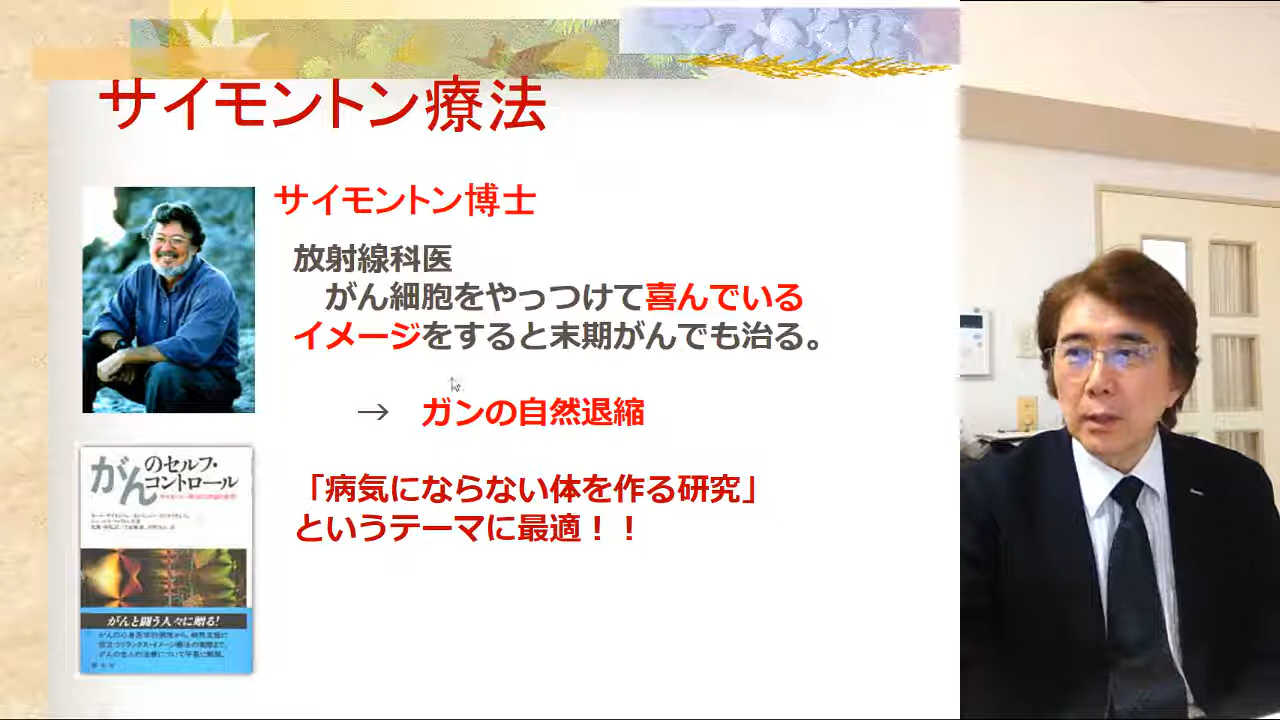 サイモントン療法
サイモントン博士
放射線科医
がん細胞をやっつけて喜んでいる
イメージをすると末期がんでも治る。
→ ガンの自然退縮
「病気にならない体を作る研究」
というテーマに最適!!
がんのセルフ・
コントロール
がんと闘う人々に贈る!